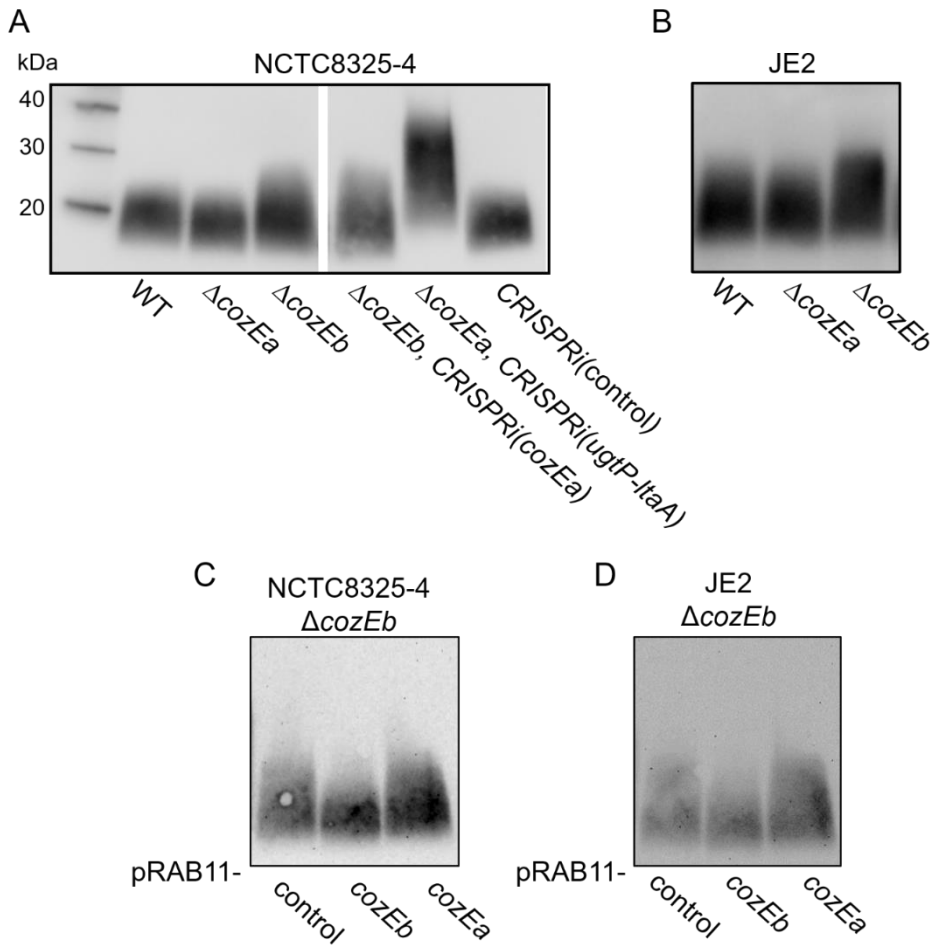 A
B
kDa
NCTC8325-4
JE2
40
30
20
WT
ΔcozEa
ΔcozEb
ΔcozEb, CRISPRi(cozEa)
ΔcozEa, CRISPRi(ugtP-ltaA)
CRISPRi(control)
WT
ΔcozEa
ΔcozEb
C
NCTC8325-4
ΔcozEb
D
JE2
ΔcozEb
pRAB11-
control
cozEb
cozEa
pRAB11-
control
cozEb
cozEa